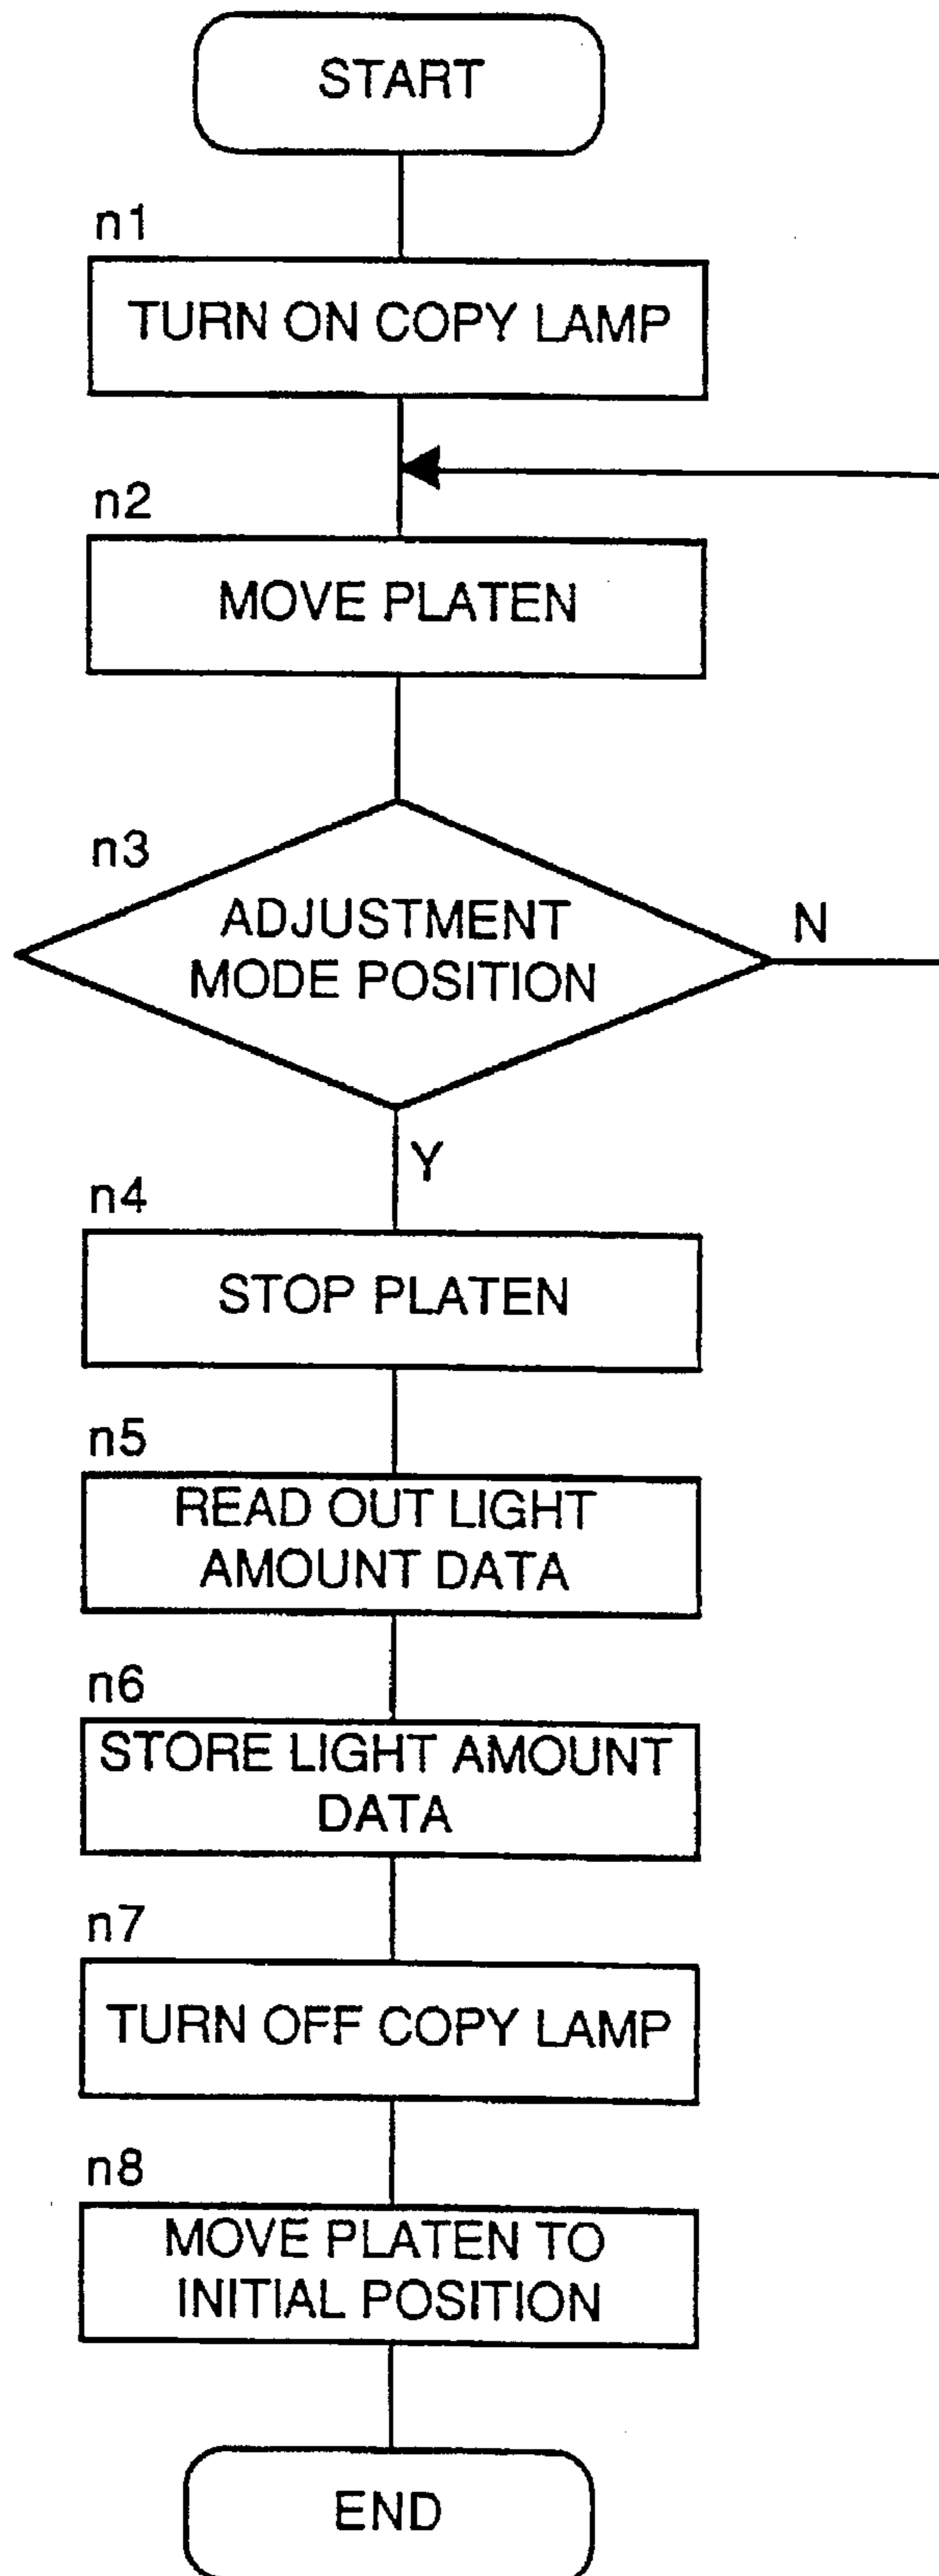 START
n1
TURN ON COPY LAMP
n2
MOVE PLATEN
n3
ADJUSTMENT
MODE POSITION
N
Y
n4
STOP PLATEN
n5
READ OUT LIGHT
AMOUNT DATA
n6
STORE LIGHT AMOUNT
DATA
n7
TURN OFF COPY LAMP
n8
MOVE PLATEN TO
INITIAL POSITION
END